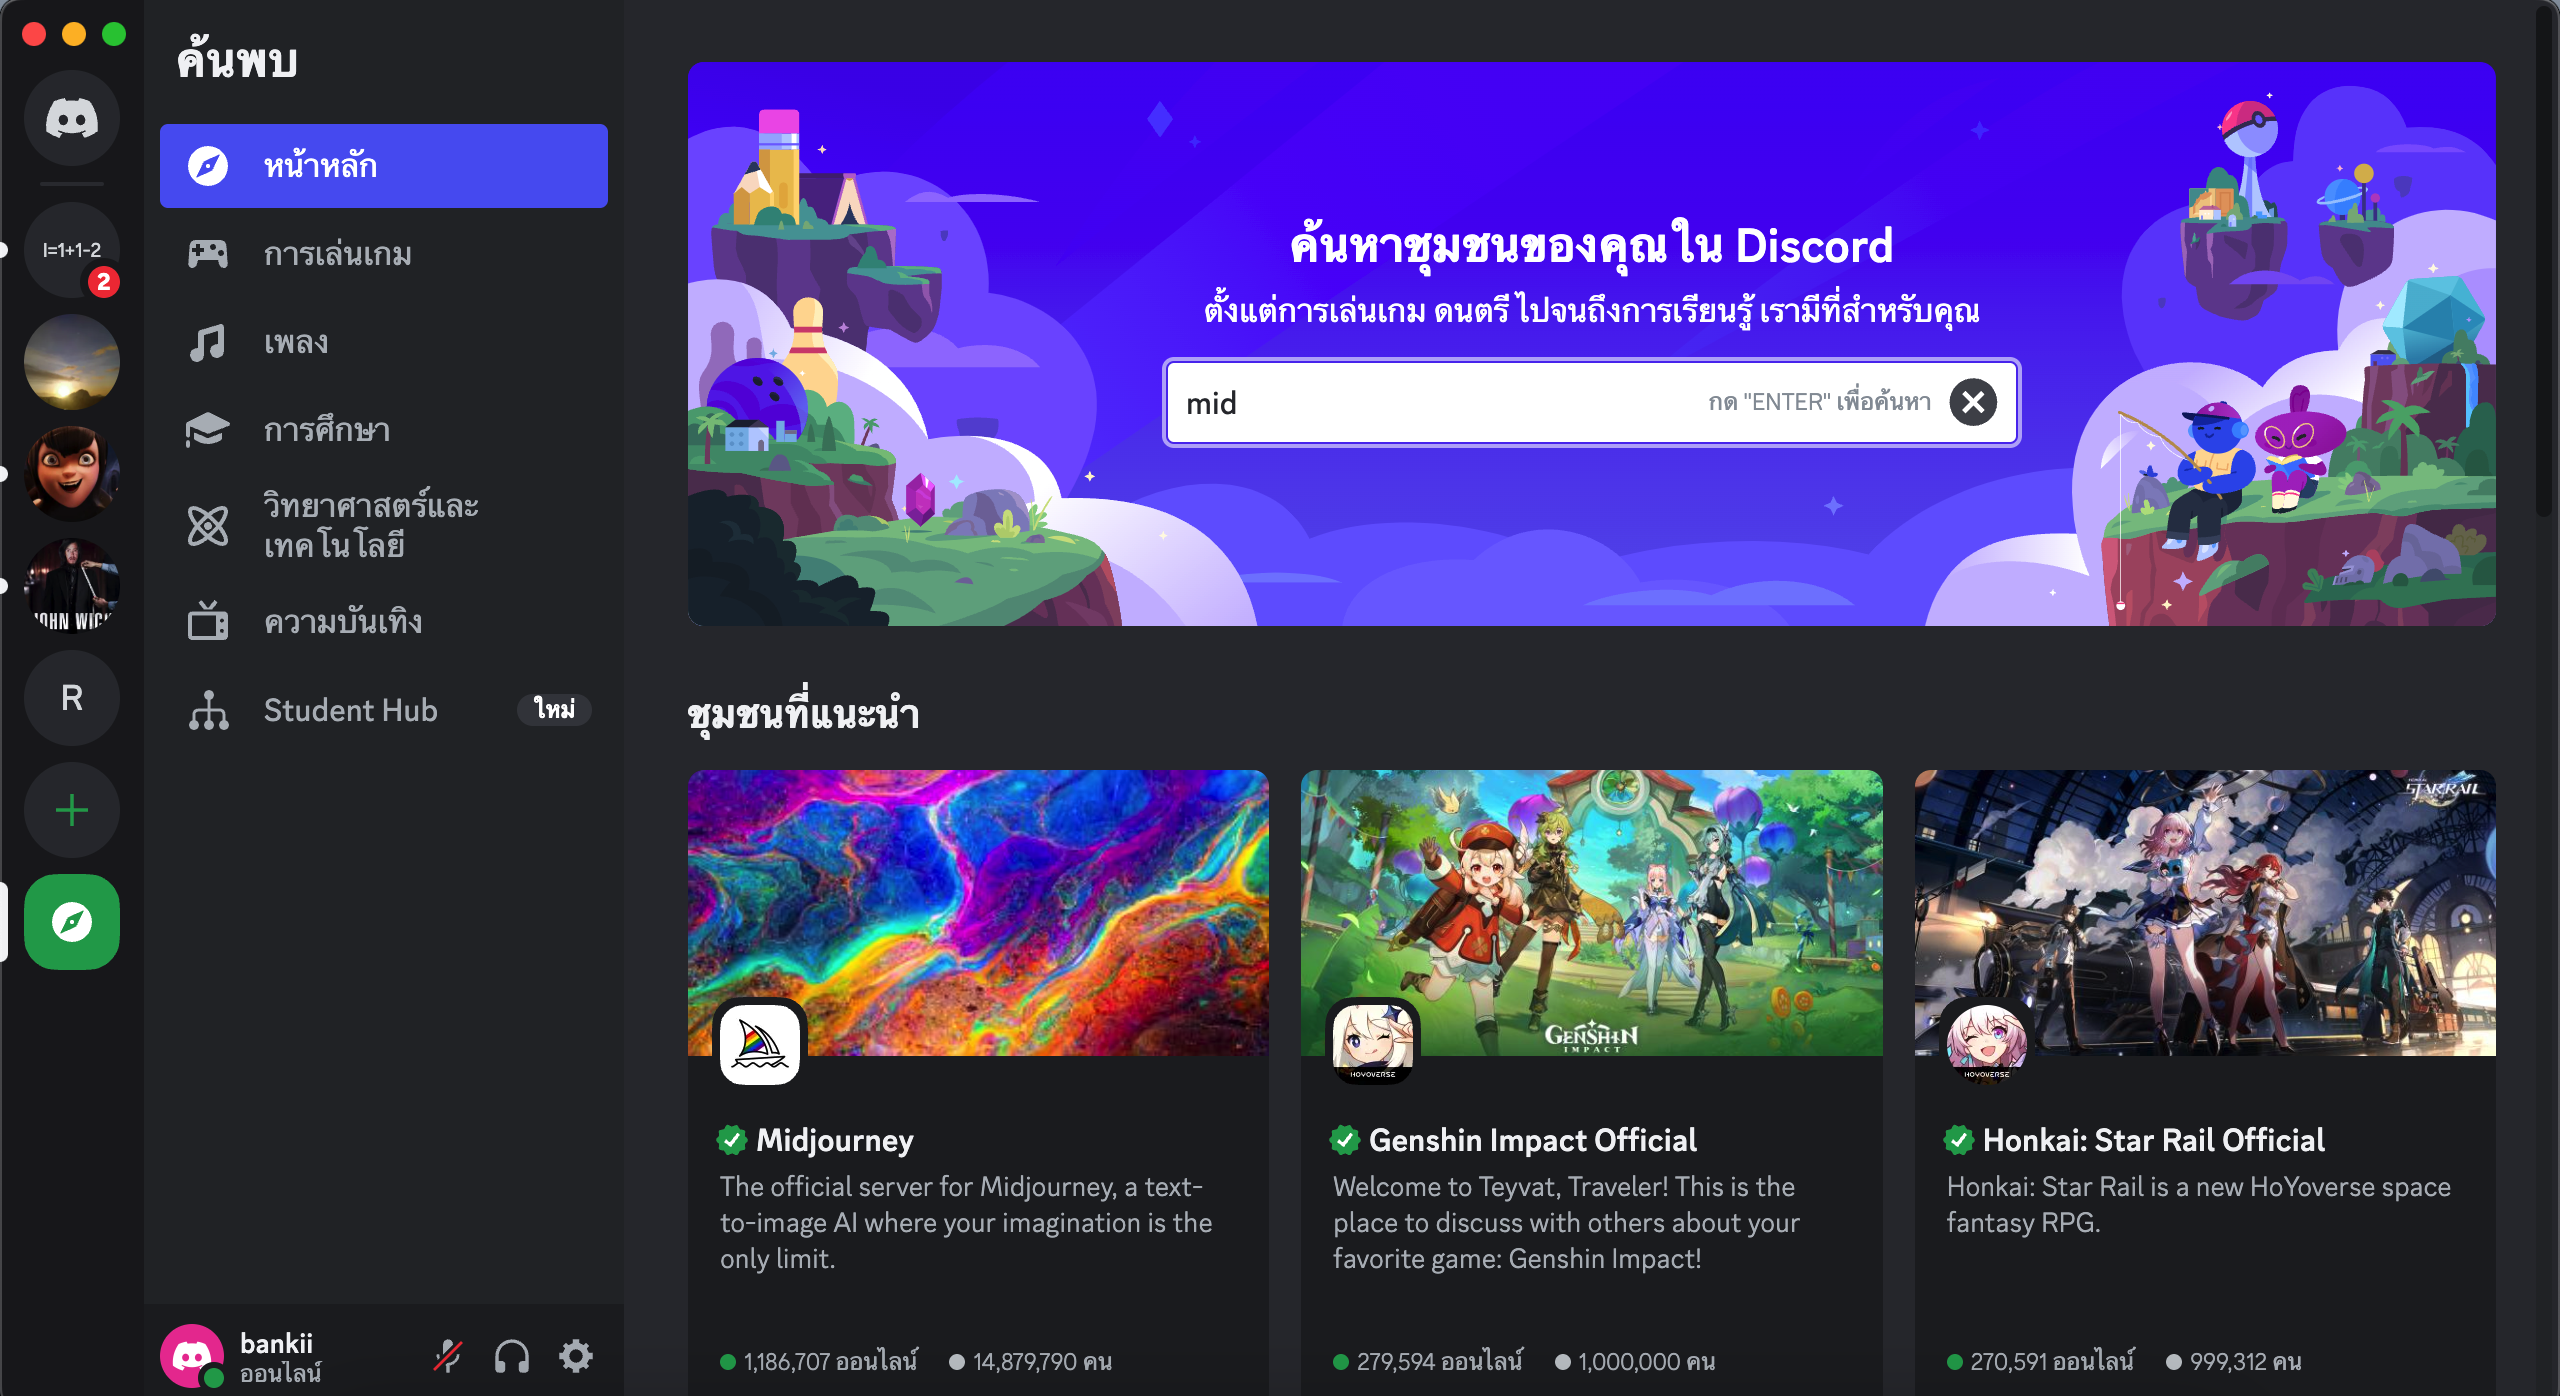 ค้นพบ
หน้าหลัก
การเล่นเกม
เพลง
การศึกษา
วิทยาศาสตร์และ
เทคโนโลยี
ความบันเทิง
Student Hub ใหม่
I=1+1-2
2
JOHN WICK
R
bankii
ออนไลน์
ค้นหาชุมชนของคุณใน Discord
ตั้งแต่การเล่นเกม ดนตรี ไปจนถึงการเรียนรู้ เรามีที่สำหรับคุณ
mid กด "ENTER" เพื่อค้นหา
ชุมชนที่แนะนำ
Midjourney
The official server for Midjourney, a text-
to-image AI where your imagination is the
only limit.
1,186,707 ออนไลน์ 14,879,790 คน
GENSHIN
IMPACT
HOYOVERSE
Genshin Impact Official
Welcome to Teyvat, Traveler! This is the
place to discuss with others about your
favorite game: Genshin Impact!
279,594 ออนไลน์ 1,000,000 คน
HONKAI
STAR RAIL
HOYOVERSE
Honkai: Star Rail Official
Honkai: Star Rail is a new HoYoverse space
fantasy RPG.
270,591 ออนไลน์ 999,312 คน